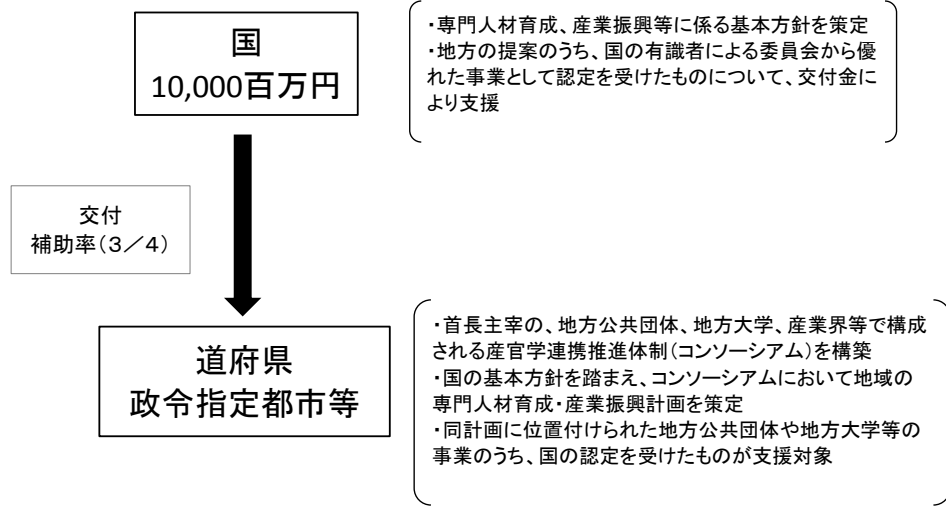 国
10,000百万円
・専門人材育成、産業振興等に係る基本方針を策定
・地方の提案のうち、国の有識者による委員会から優
れた事業として認定を受けたものについて、交付金に
より支援
交付
補助率(3/4)
道府県
政令指定都市等
・首長主宰の、地方公共団体、地方大学、産業界等で構成
される産官学連携推進体制(コンソーシアム)を構築
・国の基本方針を踏まえ、コンソーシアムにおいて地域の
専門人材育成・産業振興計画を策定
・同計画に位置付けられた地方公共団体や地方大学等の
事業のうち、国の認定を受けたものが支援対象